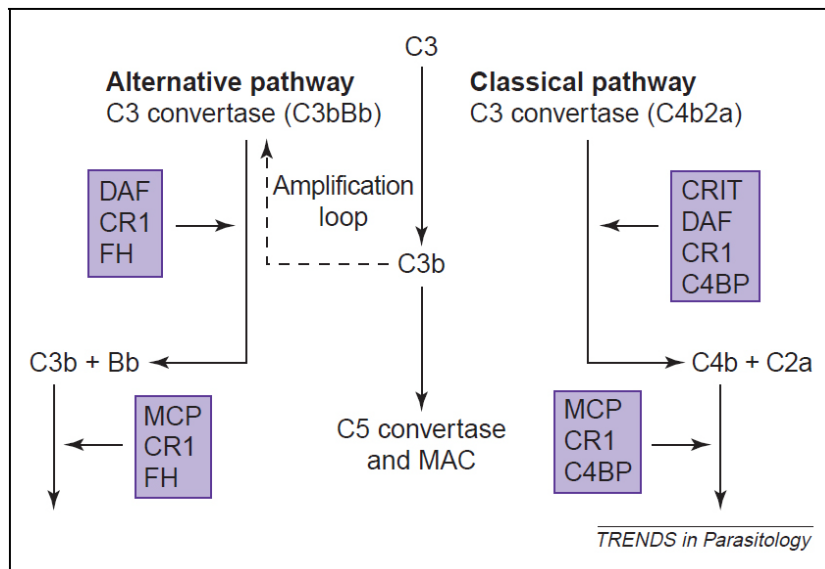 C3
Alternative pathway
C3 convertase (C3bBb)
Classical pathway
C3 convertase (C4b2a)
DAF
CR1
FH
Amplification
loop
CRIT
DAF
CR1
C4BP
C3b
C3b + Bb
C4b + C2a
MCP
CR1
FH
C5 convertase
and MAC
MCP
CR1
C4BP
TRENDS in Parasitology